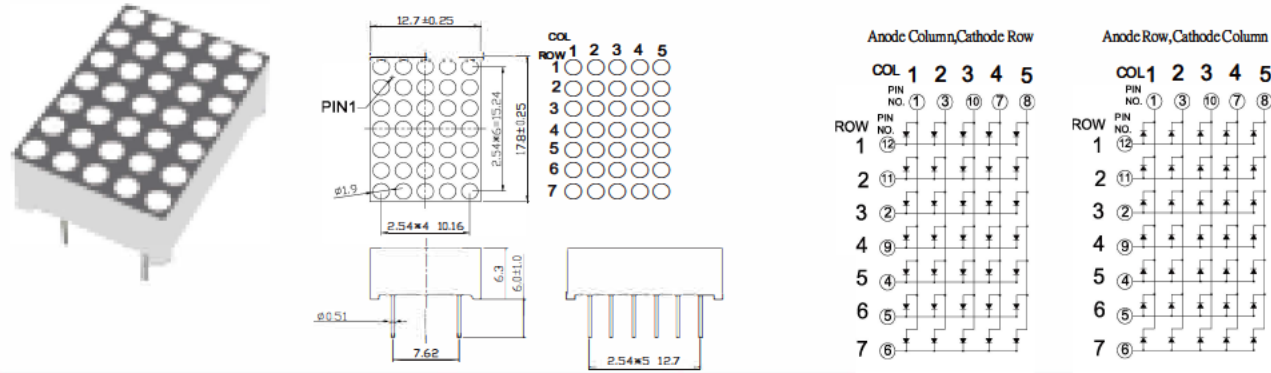 12.7±0.25
PIN1
2.54*6=15.24
17.8±0.25
ø1.9
2.54*4 10.16
COL
ROW 1 2 3 4 5
1
2
3
4
5
6
7
6.3
6.0±1.0
ø0.51
7.62
2.54*5 12.7
Anode Column,Cathode Row
COL 1 2 3 4 5
PIN NO. 1 3 10 7 8
ROW PIN NO.
1 12
2 11
3 2
4 9
5 4
6 5
7 6
Anode Row,Cathode Column
COL 1 2 3 4 5
PIN NO. 1 3 10 7 8
ROW PIN NO.
1 12
2 11
3 2
4 9
5 4
6 5
7 6